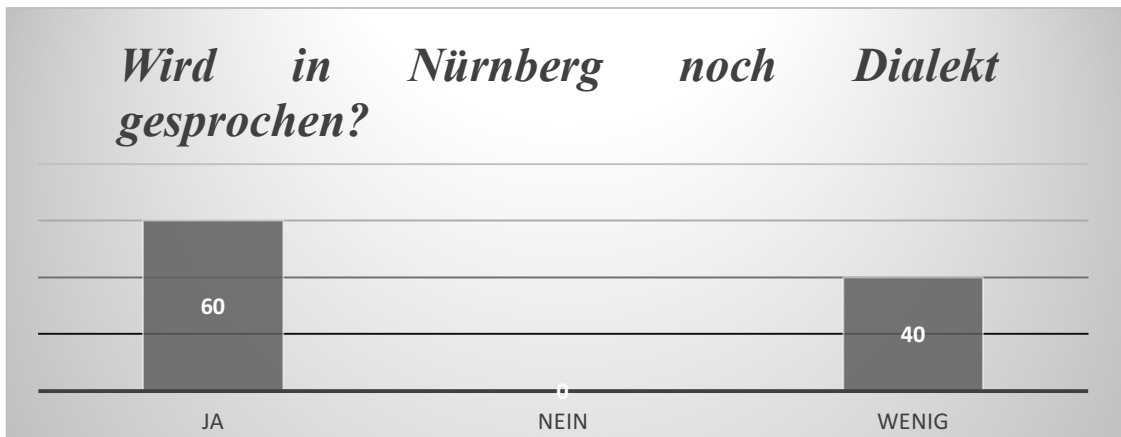 Wird in Nürnberg noch Dialekt
gesprochen?
60
0
40
JA NEIN WENIG